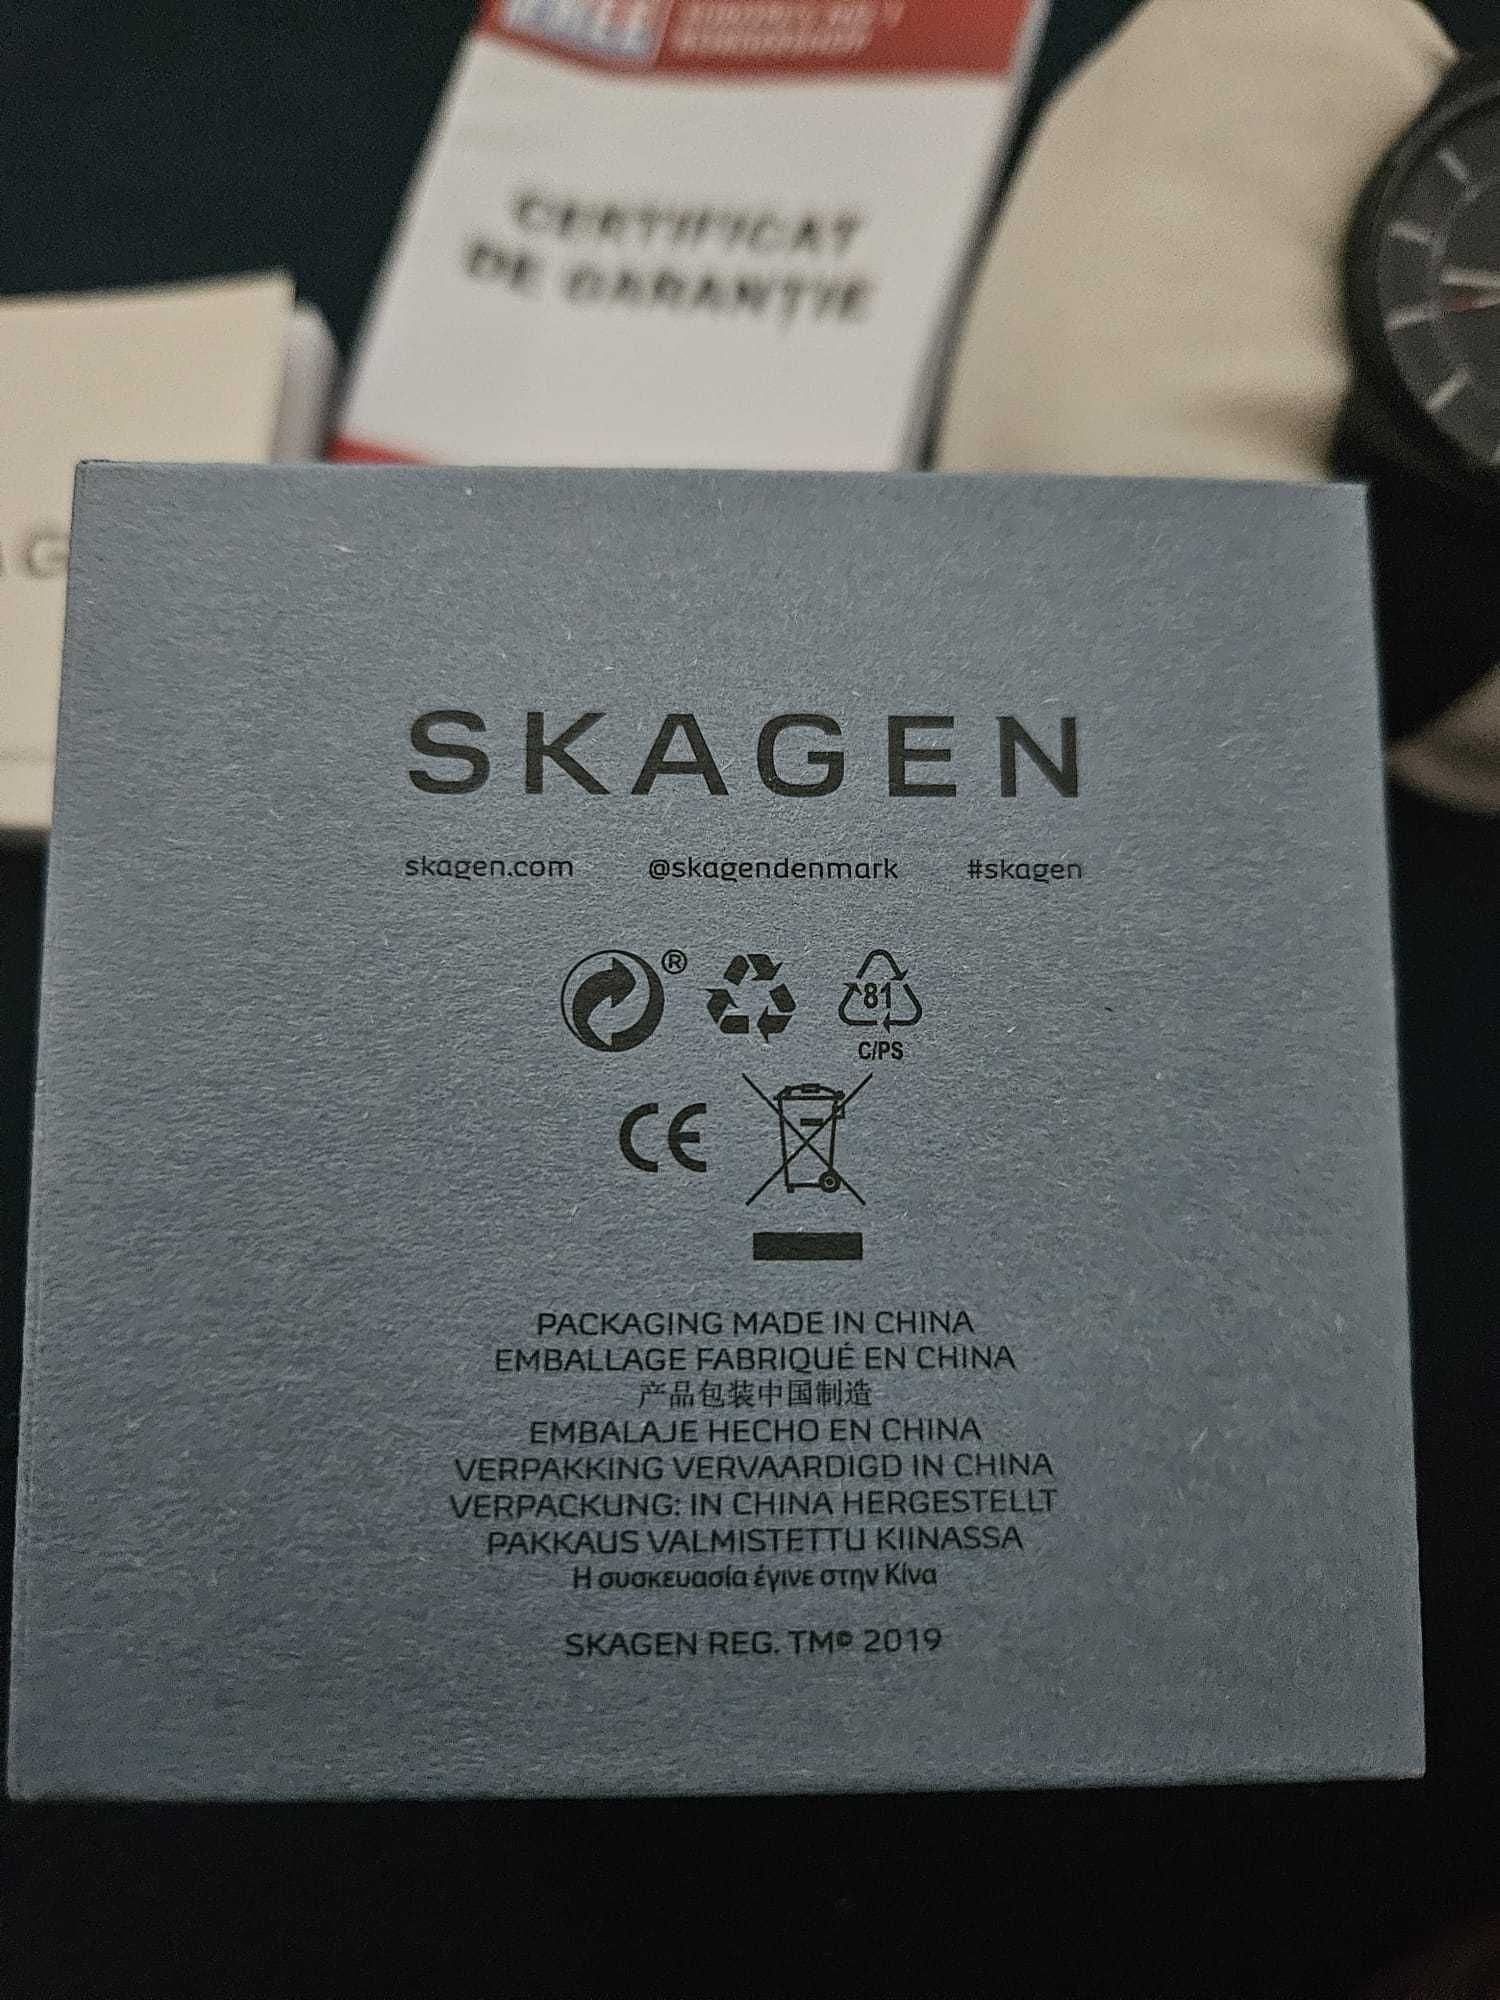 CERTIFICAT
DE GARANȚIE
AG
SKAGEN
skagen.com @skagendenmark #skagen
®
81
C/PS
CE
PACKAGING MADE IN CHINA
EMBALLAGE FABRIQUÉ EN CHINA
产品包装中国制造
EMBALAJE HECHO EN CHINA
VERPAKKING VERVAARDIGD IN CHINA
VERPACKUNG: IN CHINA HERGESTELLT
PAKKAUS VALMISTETTU KIINASSA
Η συσκευασία έγινε στην Κίνα
SKAGEN REG. TM© 2019